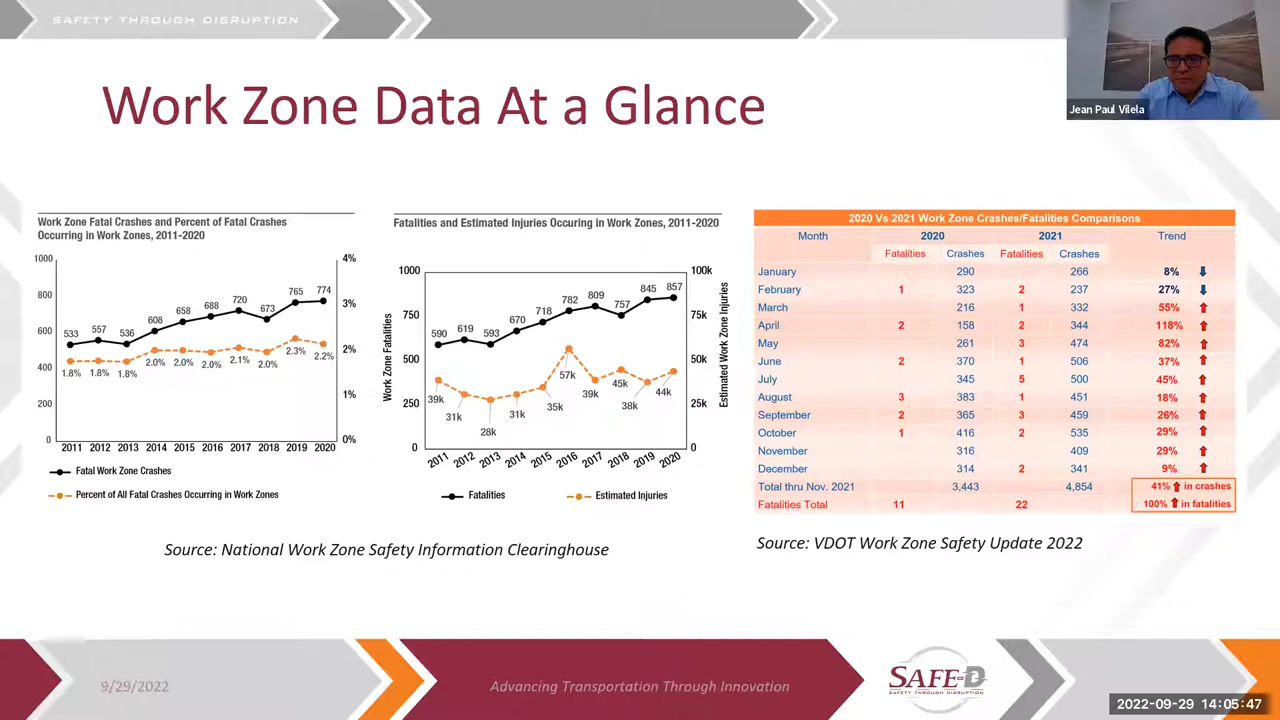 SAFETY THROUGH DISRUPTION
Jean Paul Vilela
Work Zone Data At a Glance
Work Zone Fatal Crashes and Percent of Fatal Crashes
Occurring in Work Zones, 2011-2020
1000
800
600
400
200
0
4%
3%
2%
1%
0%
533
557
536
608
658
688
720
673
765
774
1.8%
1.8%
1.8%
2.0%
2.0%
2.0%
2.1%
2.0%
2.3%
2.2%
2011 2012 2013 2014 2015 2016 2017 2018 2019 2020
Fatal Work Zone Crashes
Percent of All Fatal Crashes Occurring in Work Zones
Fatalities and Estimated Injuries Occuring in Work Zones, 2011-2020
Work Zone Fatalities
1000
750
500
250
0
100k
75k
50k
25k
0
Estimated Work Zone Injuries
590
619
593
670
718
782
809
757
845
857
39k
31k
28k
31k
35k
57k
39k
45k
38k
44k
2011 2012 2013 2014 2015 2016 2017 2018 2019 2020
Fatalities
Estimated Injuries
Source: National Work Zone Safety Information Clearinghouse
2020 Vs 2021 Work Zone Crashes/Fatalities Comparisons
Month 2020 2021 Trend
Fatalities Crashes Fatalities Crashes
January 290 266 8%
February 1 323 2 237 27%
March 216 1 332 55%
April 2 158 2 344 118%
May 261 3 474 82%
June 2 370 1 506 37%
July 345 5 500 45%
August 3 383 1 451 18%
September 2 365 3 459 26%
October 1 416 2 535 29%
November 316 409 29%
December 314 2 341 9%
Total thru Nov. 2021 3,443 4,854 41% in crashes
Fatalities Total 11 22 100% in fatalities
Source: VDOT Work Zone Safety Update 2022
9/29/2022
Advancing Transportation Through Innovation
SAFE-D
SAFETY THROUGH DISRUPTION
2022-09-29 14:05:47